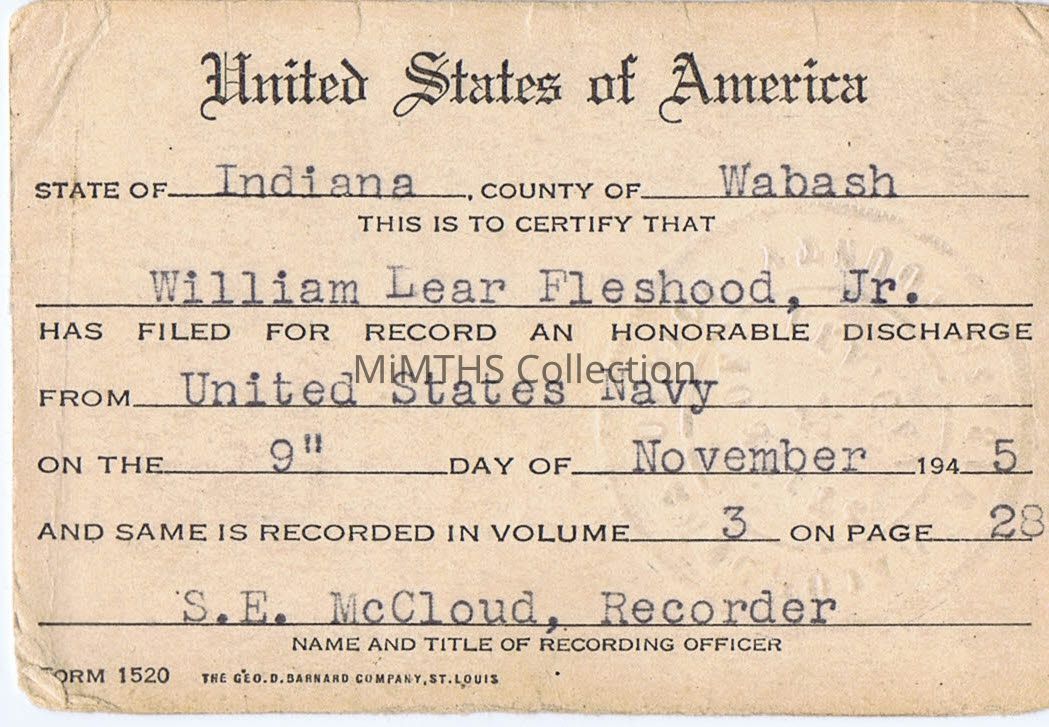 United States of America
STATE OF Indiana, COUNTY OF Wabash
THIS IS TO CERTIFY THAT
William Lear Fleshood, Jr.
HAS FILED FOR RECORD AN HONORABLE DISCHARGE
MiMTHS Collection
FROM United States Navy
ON THE 9" DAY OF November 1945
AND SAME IS RECORDED IN VOLUME 3 ON PAGE 28
S.E. McCloud, Recorder
NAME AND TITLE OF RECORDING OFFICER
FORM 1520 THE GEO.D.BARNARD COMPANY,ST.LOUIS